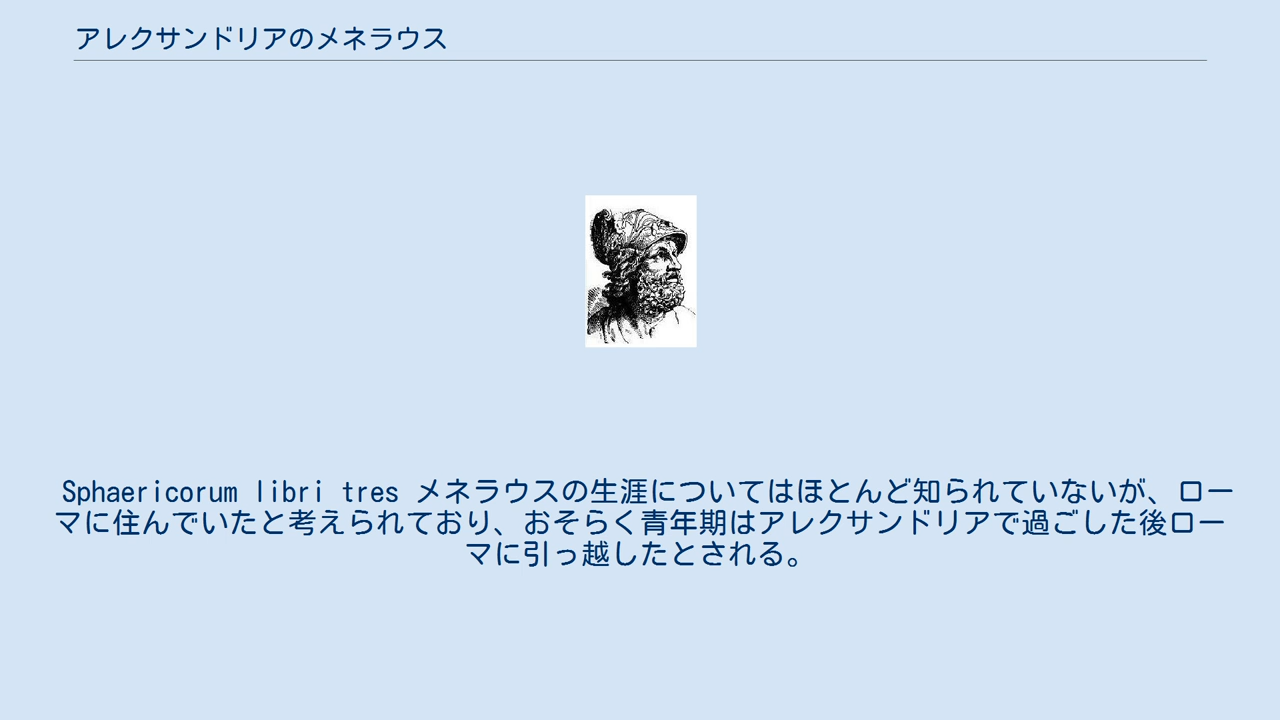 アレクサンドリアのメネラウス
Sphaericorum libri tres メネラウスの生涯についてはほとんど知られていないが、ロー
マに住んでいたと考えられており、おそらく青年期はアレクサンドリアで過ごした後ロー
マに引っ越したとされる。